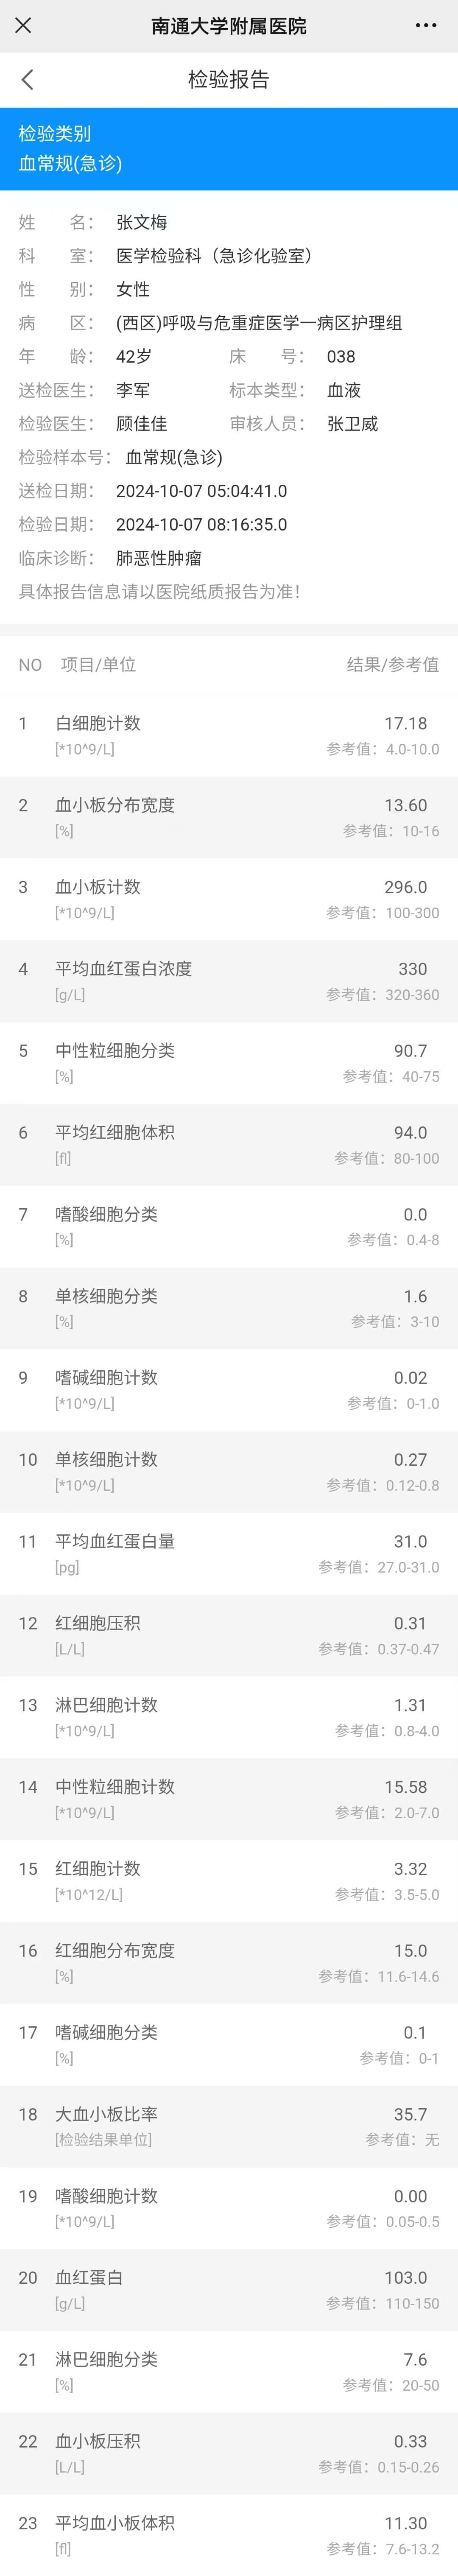 南通大学附属医院
检验报告
检验类别
血常规(急诊)
姓 名： 张文梅
科 室： 医学检验科（急诊化验室）
性 别： 女性
病 区： (西区)呼吸与危重症医学一病区护理组
年 龄： 42岁 床 号： 038
送检医生： 李军 标本类型： 血液
检验医生： 顾佳佳 审核人员： 张卫威
检验样本号： 血常规(急诊)
送检日期： 2024-10-07 05:04:41.0
检验日期： 2024-10-07 08:16:35.0
临床诊断： 肺恶性肿瘤
具体报告信息请以医院纸质报告为准！
NO 项目/单位 结果/参考值
1 白细胞计数 17.18
[*10^9/L] 参考值：4.0-10.0
2 血小板分布宽度 13.60
[%] 参考值：10-16
3 血小板计数 296.0
[*10^9/L] 参考值：100-300
4 平均血红蛋白浓度 330
[g/L] 参考值：320-360
5 中性粒细胞分类 90.7
[%] 参考值：40-75
6 平均红细胞体积 94.0
[fl] 参考值：80-100
7 嗜酸细胞分类 0.0
[%] 参考值：0.4-8
8 单核细胞分类 1.6
[%] 参考值：3-10
9 嗜碱细胞计数 0.02
[*10^9/L] 参考值：0-1.0
10 单核细胞计数 0.27
[*10^9/L] 参考值：0.12-0.8
11 平均血红蛋白量 31.0
[pg] 参考值：27.0-31.0
12 红细胞压积 0.31
[L/L] 参考值：0.37-0.47
13 淋巴细胞计数 1.31
[*10^9/L] 参考值：0.8-4.0
14 中性粒细胞计数 15.58
[*10^9/L] 参考值：2.0-7.0
15 红细胞计数 3.32
[*10^12/L] 参考值：3.5-5.0
16 红细胞分布宽度 15.0
[%] 参考值：11.6-14.6
17 嗜碱细胞分类 0.1
[%] 参考值：0-1
18 大血小板比率 35.7
[检验结果单位] 参考值：无
19 嗜酸细胞计数 0.00
[*10^9/L] 参考值：0.05-0.5
20 血红蛋白 103.0
[g/L] 参考值：110-150
21 淋巴细胞分类 7.6
[%] 参考值：20-50
22 血小板压积 0.33
[L/L] 参考值：0.15-0.26
23 平均血小板体积 11.30
[fl] 参考值：7.6-13.2